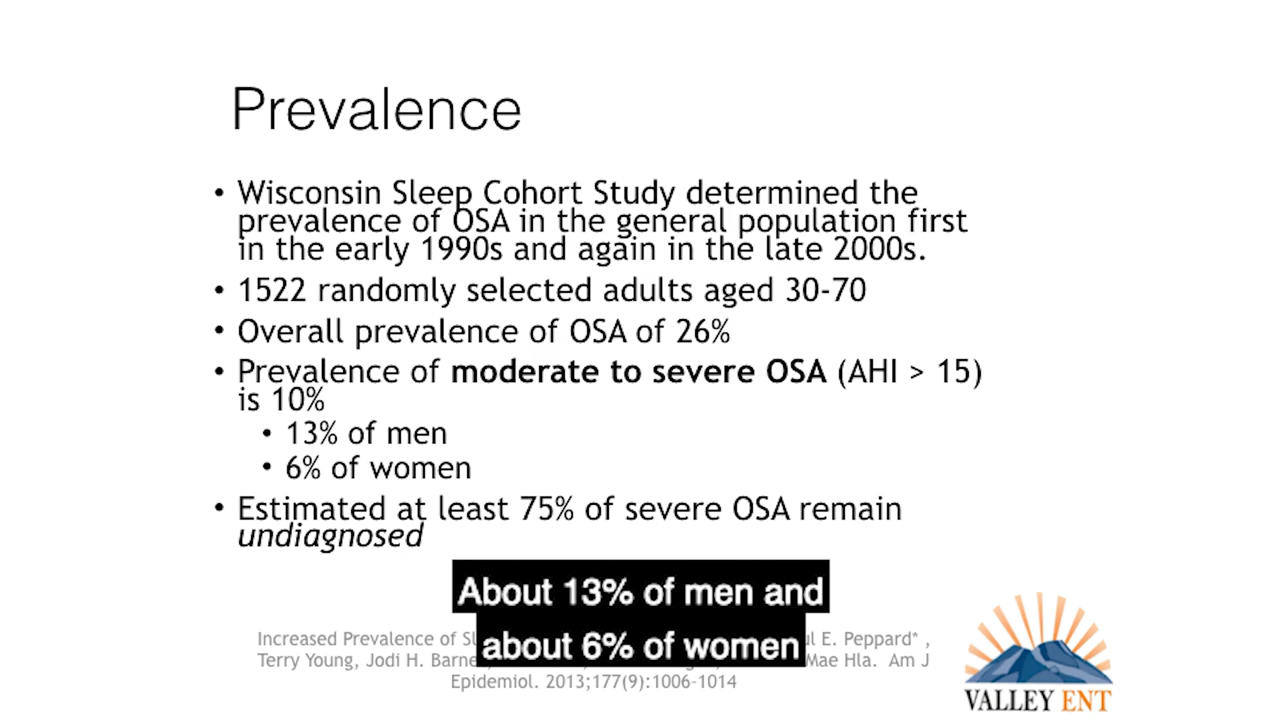 Prevalence
• Wisconsin Sleep Cohort Study determined the
prevalence of OSA in the general population first
in the early 1990s and again in the late 2000s.
• 1522 randomly selected adults aged 30-70
• Overall prevalence of OSA of 26%
• Prevalence of moderate to severe OSA (AHI > 15)
is 10%
• 13% of men
• 6% of women
• Estimated at least 75% of severe OSA remain
undiagnosed
About 13% of men and
about 6% of women
Increased Prevalence of E. Peppard* ,
Terry Young, Jodi H. Mae Hla. Am J
Epidemiol. 2013;177(9):1006-1014
VALLEY ENT